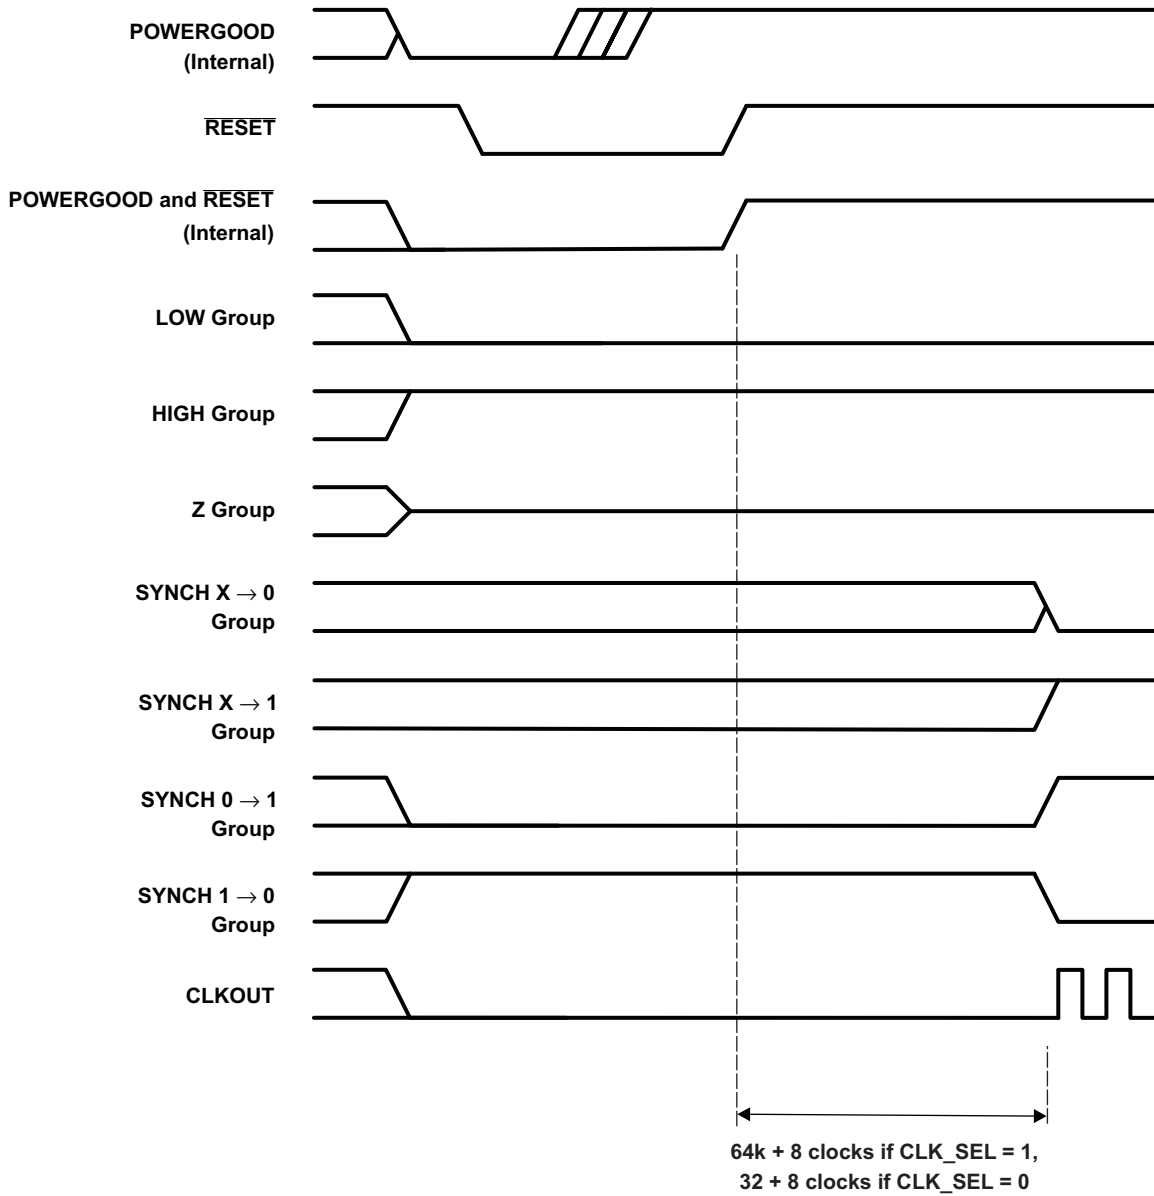 POWERGOOD
(Internal)
RESET
POWERGOOD and RESET
(Internal)
LOW Group
HIGH Group
Z Group
SYNCH X → 0
Group
SYNCH X → 1
Group
SYNCH 0 → 1
Group
SYNCH 1 → 0
Group
CLKOUT
64k + 8 clocks if CLK_SEL = 1,
32 + 8 clocks if CLK_SEL = 0